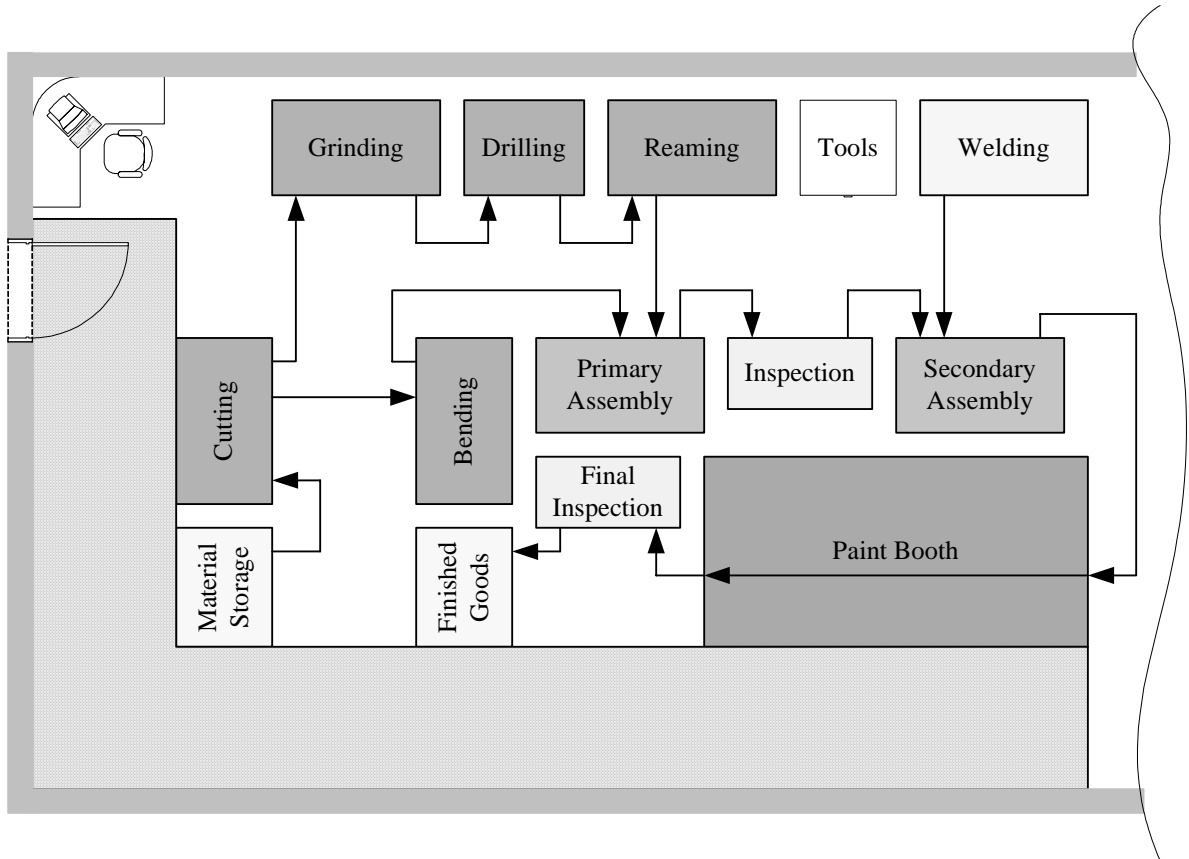 Grinding
Drilling
Reaming
Tools
Welding
Cutting
Bending
Primary
Assembly
Inspection
Secondary
Assembly
Material
Storage
Finished
Goods
Final
Inspection
Paint Booth